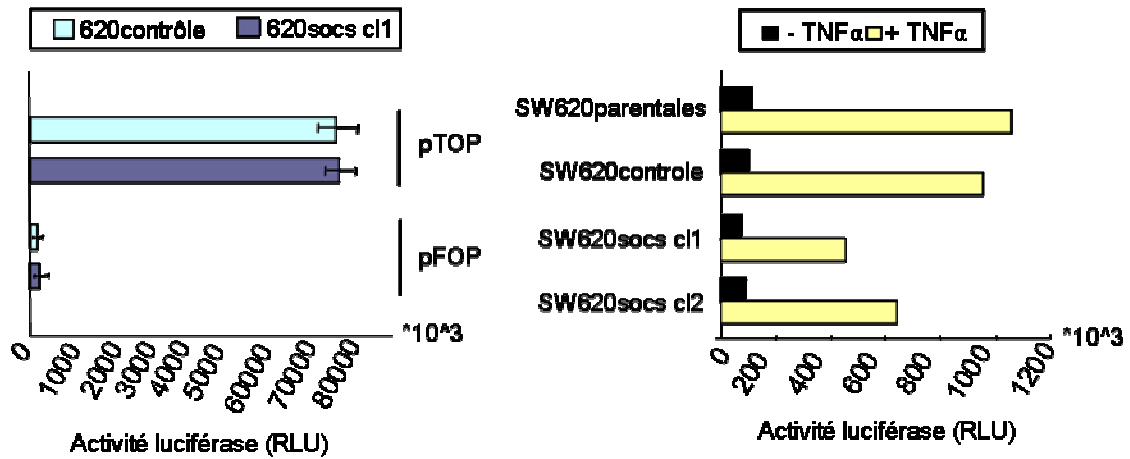 620contrôle 620socs cl1
pTOP
pFOP
*10^3
0 1000 2000 3000 4000 5000 60000 70000 80000
Activité luciférase (RLU)
- TNFα + TNFα
SW620parentales
SW620controle
SW620socs cl1
SW620socs cl2
*10^3
0 200 400 600 800 1000 1200
Activité luciférase (RLU)